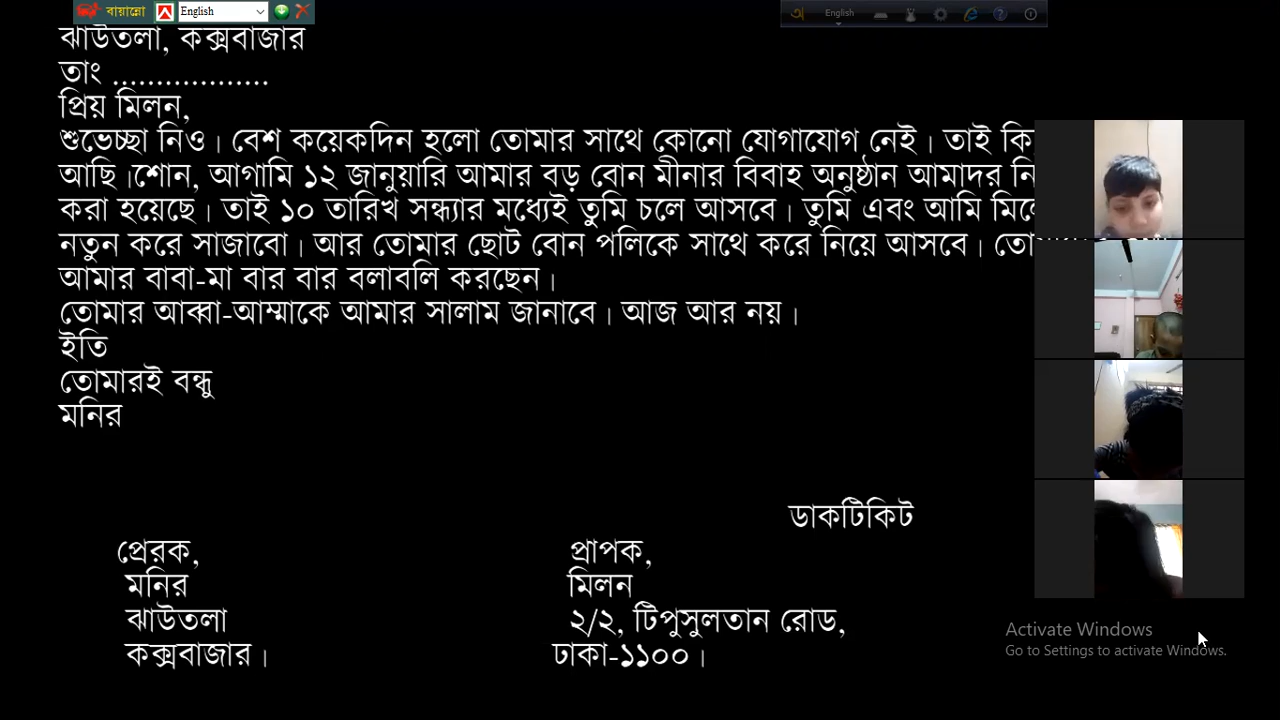 বায়ান্নো English
English
ঝাউতলা, কক্সবাজার
তাং ..................
প্রিয় মিলন,
শুভেচ্ছা নিও। বেশ কয়েকদিন হলো তোমার সাথে কোনো যোগাযোগ নেই। তাই
আছি।শোন, আগামি ১২ জানুয়ারি আমার বড় বোন মীনার বিবাহ অনুষ্ঠান আমাদর
করা হয়েছে। তাই ১০ তারিখ সন্ধ্যার মধ্যেই তুমি চলে আসবে। তুমি এবং আমি
নতুন করে সাজাবো। আর তোমার ছোট বোন পলিকে সাথে করে নিয়ে আসবে।
আমার বাবা-মা বার বার বলাবলি করছেন।
তোমার আব্বা-আম্মাকে আমার সালাম জানাবে। আজ আর নয়।
ইতি
তোমারই বন্ধু
মনির
ডাকটিকিট
প্রেরক, প্রাপক,
মনির মিলন
ঝাউতলা ২/২, টিপুসুলতান রোড,
কক্সবাজার। ঢাকা-১১০০।
Activate Windows
Go to Settings to activate Windows.